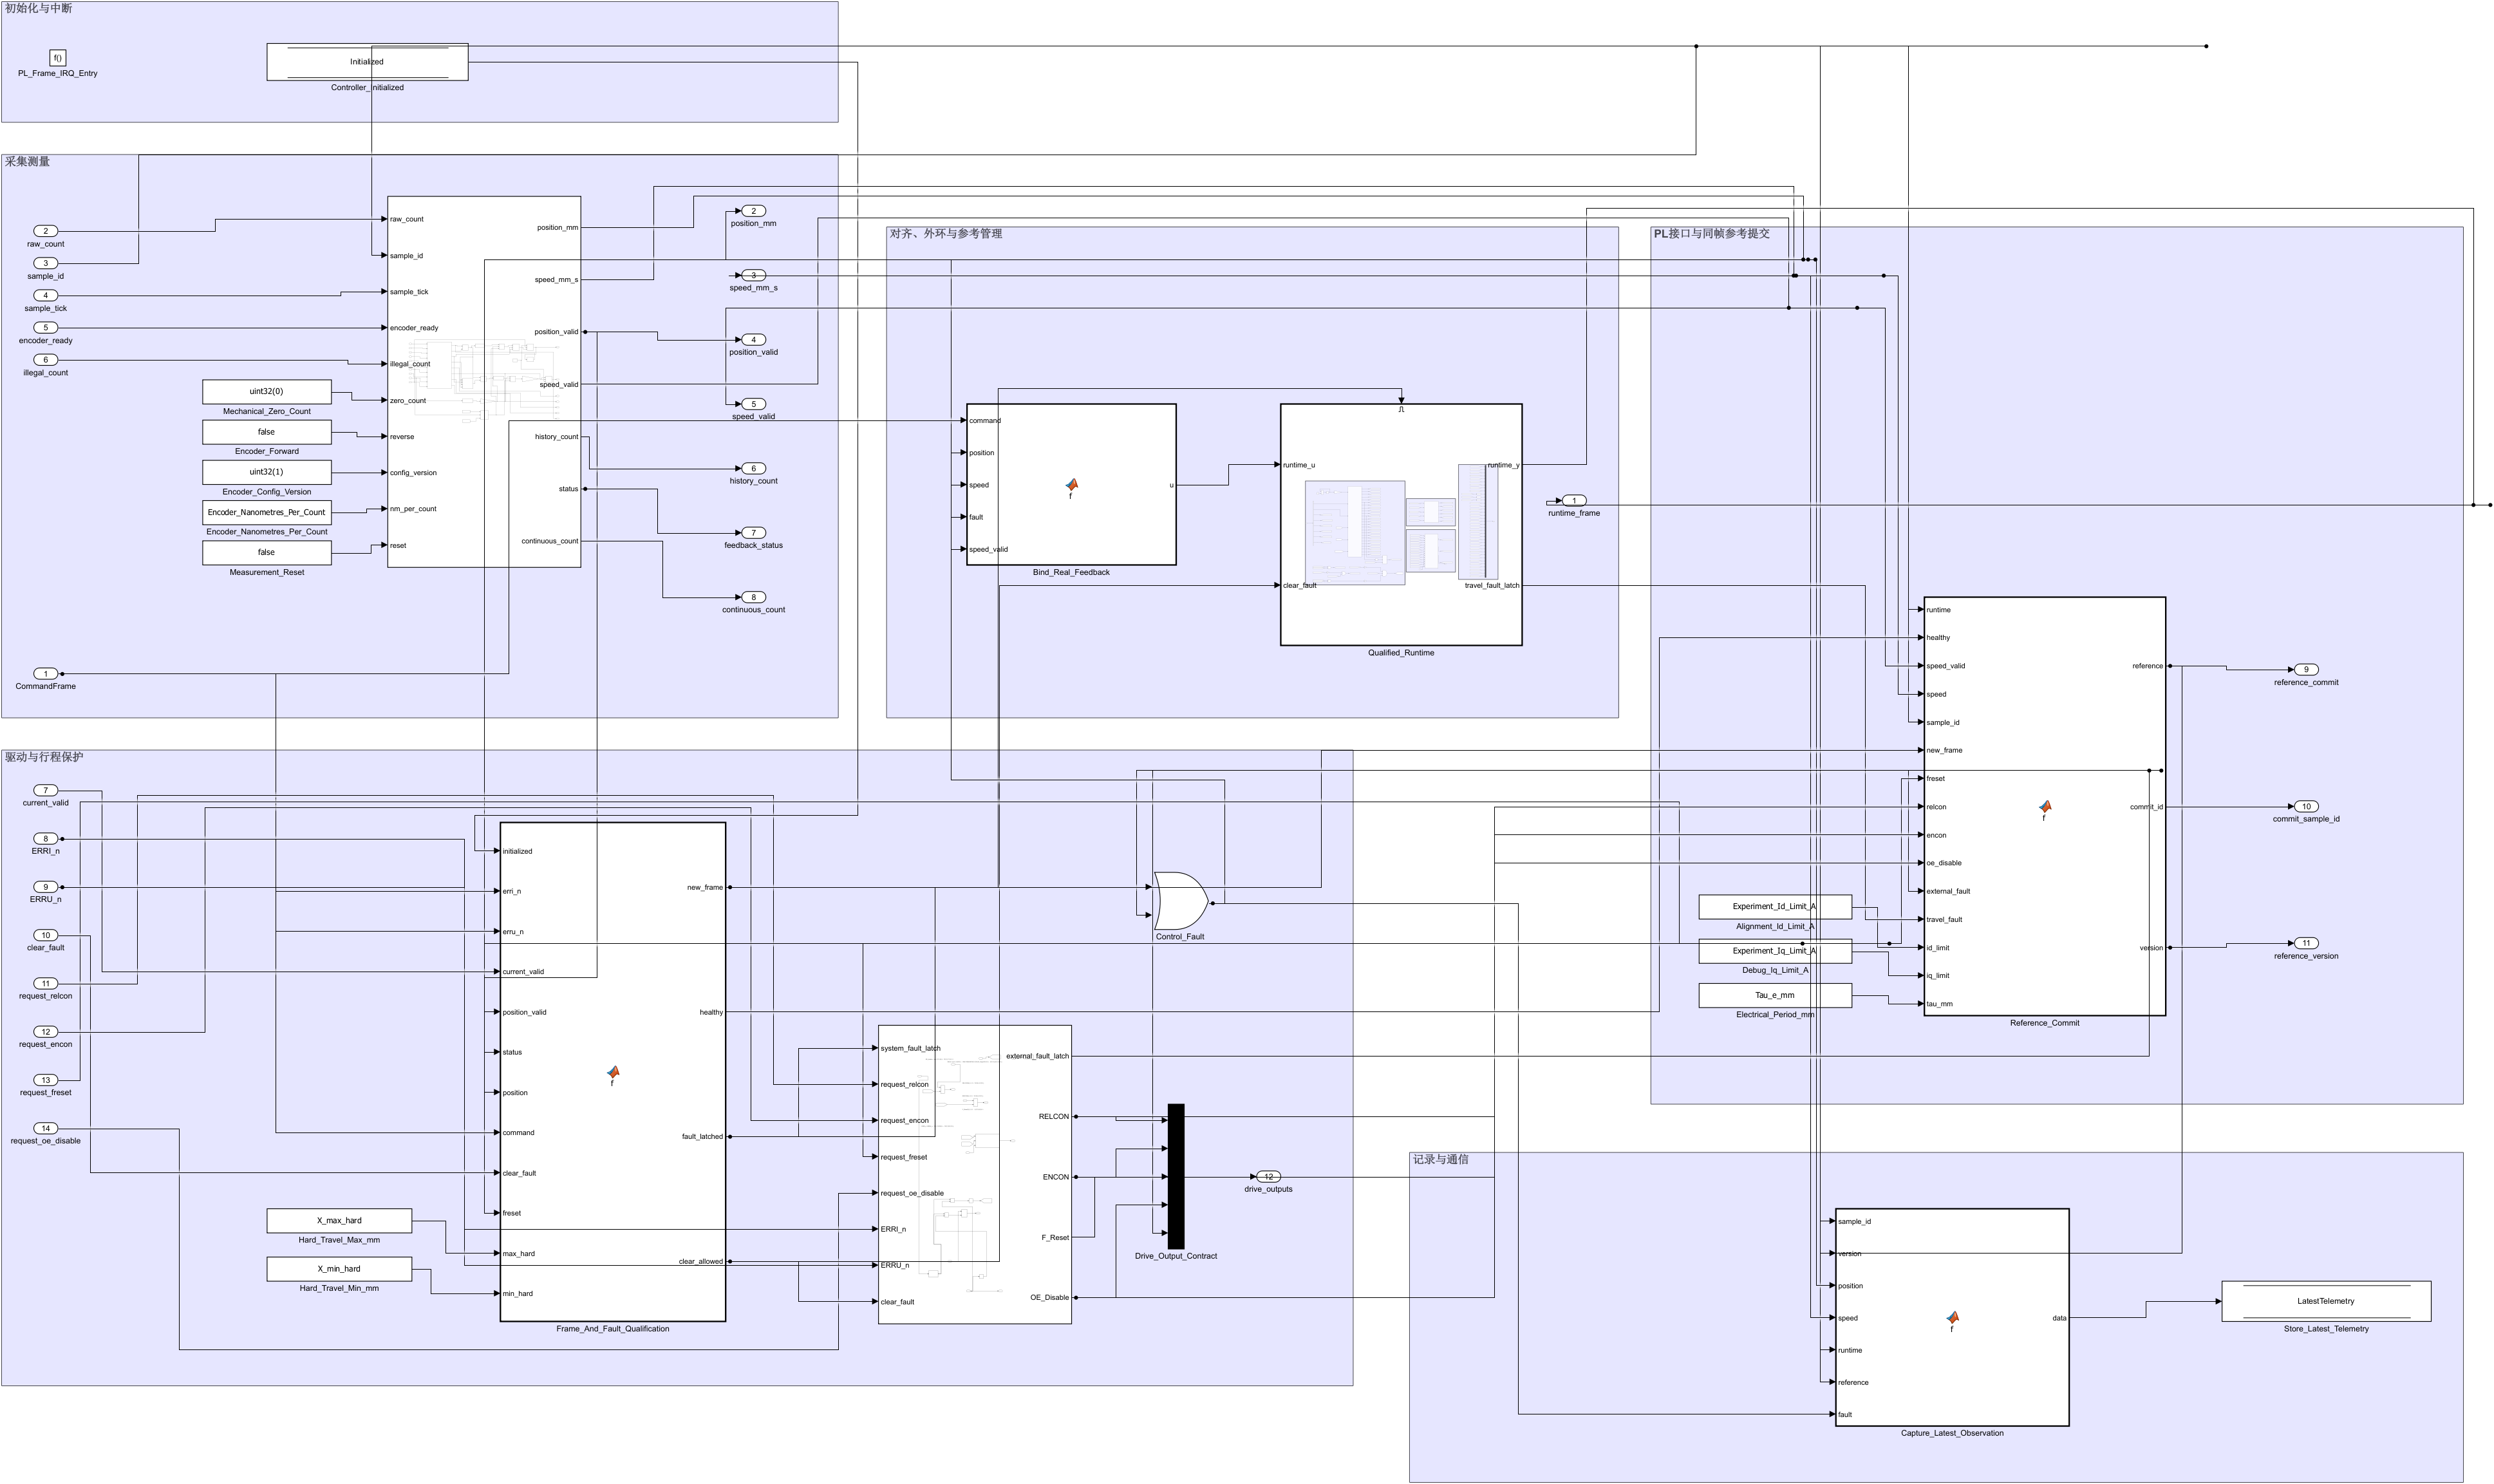 初始化与中断
f()
PL_Frame_IRQ_Entry
Initialized
Controller_Initialized
采集测量
2
raw_count
3
sample_id
4
sample_tick
5
encoder_ready
6
illegal_count
uint32(0)
Mechanical_Zero_Count
false
Encoder_Forward
uint32(1)
Encoder_Config_Version
Encoder_Nanometres_Per_Count
Encoder_Nanometres_Per_Count
false
Measurement_Reset
1
CommandFrame
raw_count
sample_id
sample_tick
encoder_ready
illegal_count
zero_count
reverse
config_version
nm_per_count
reset
position_mm
speed_mm_s
position_valid
speed_valid
history_count
status
continuous_count
2
position_mm
3
speed_mm_s
4
position_valid
5
speed_valid
6
history_count
7
feedback_status
8
continuous_count
对齐、外环与参考管理
command
position
speed
fault
speed_valid
f
u
Bind_Real_Feedback
runtime_u
clear_fault
runtime_y
travel_fault_latch
Qualified_Runtime
1
runtime_frame
PL接口与同帧参考提交
runtime
healthy
speed_valid
speed
sample_id
new_frame
freset
relcon
encon
oe_disable
external_fault
travel_fault
id_limit
iq_limit
tau_mm
f
reference
commit_id
version
Reference_Commit
Experiment_Id_Limit_A
Alignment_Id_Limit_A
Experiment_Iq_Limit_A
Debug_Iq_Limit_A
Tau_e_mm
Electrical_Period_mm
9
reference_commit
10
commit_sample_id
11
reference_version
驱动与行程保护
7
current_valid
8
ERRI_n
9
ERRU_n
10
clear_fault
11
request_relcon
12
request_encon
13
request_freset
14
request_oe_disable
X_max_hard
Hard_Travel_Max_mm
X_min_hard
Hard_Travel_Min_mm
initialized
erri_n
erru_n
current_valid
position_valid
status
position
command
clear_fault
freset
max_hard
min_hard
f
new_frame
healthy
fault_latched
clear_allowed
Frame_And_Fault_Qualification
system_fault_latch
request_relcon
request_encon
request_freset
request_oe_disable
ERRI_n
ERRU_n
clear_fault
external_fault_latch
RELCON
ENCON
F_Reset
OE_Disable
Control_Fault
Drive_Output_Contract
12
drive_outputs
记录与通信
sample_id
version
position
speed
runtime
reference
fault
f
data
Capture_Latest_Observation
LatestTelemetry
Store_Latest_Telemetry